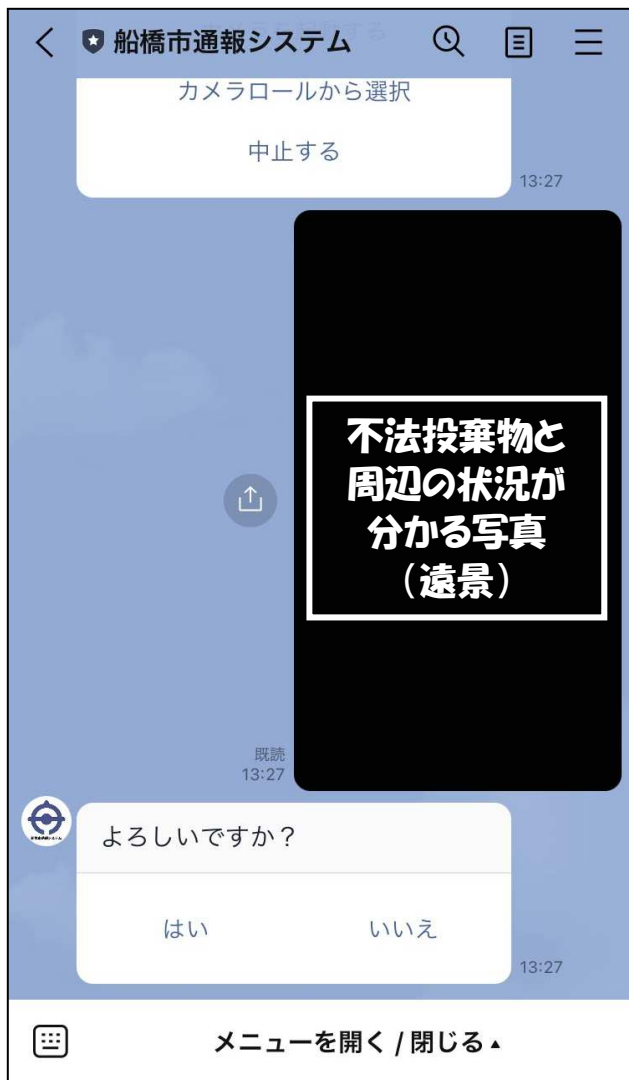 船橋市通報システム
カメラロールから選択
中止する
13:27
不法投棄物と
周辺の状況が
分かる写真
（遠景）
既読
13:27
よろしいですか？
はい
いいえ
13:27
メニューを開く / 閉じる▲